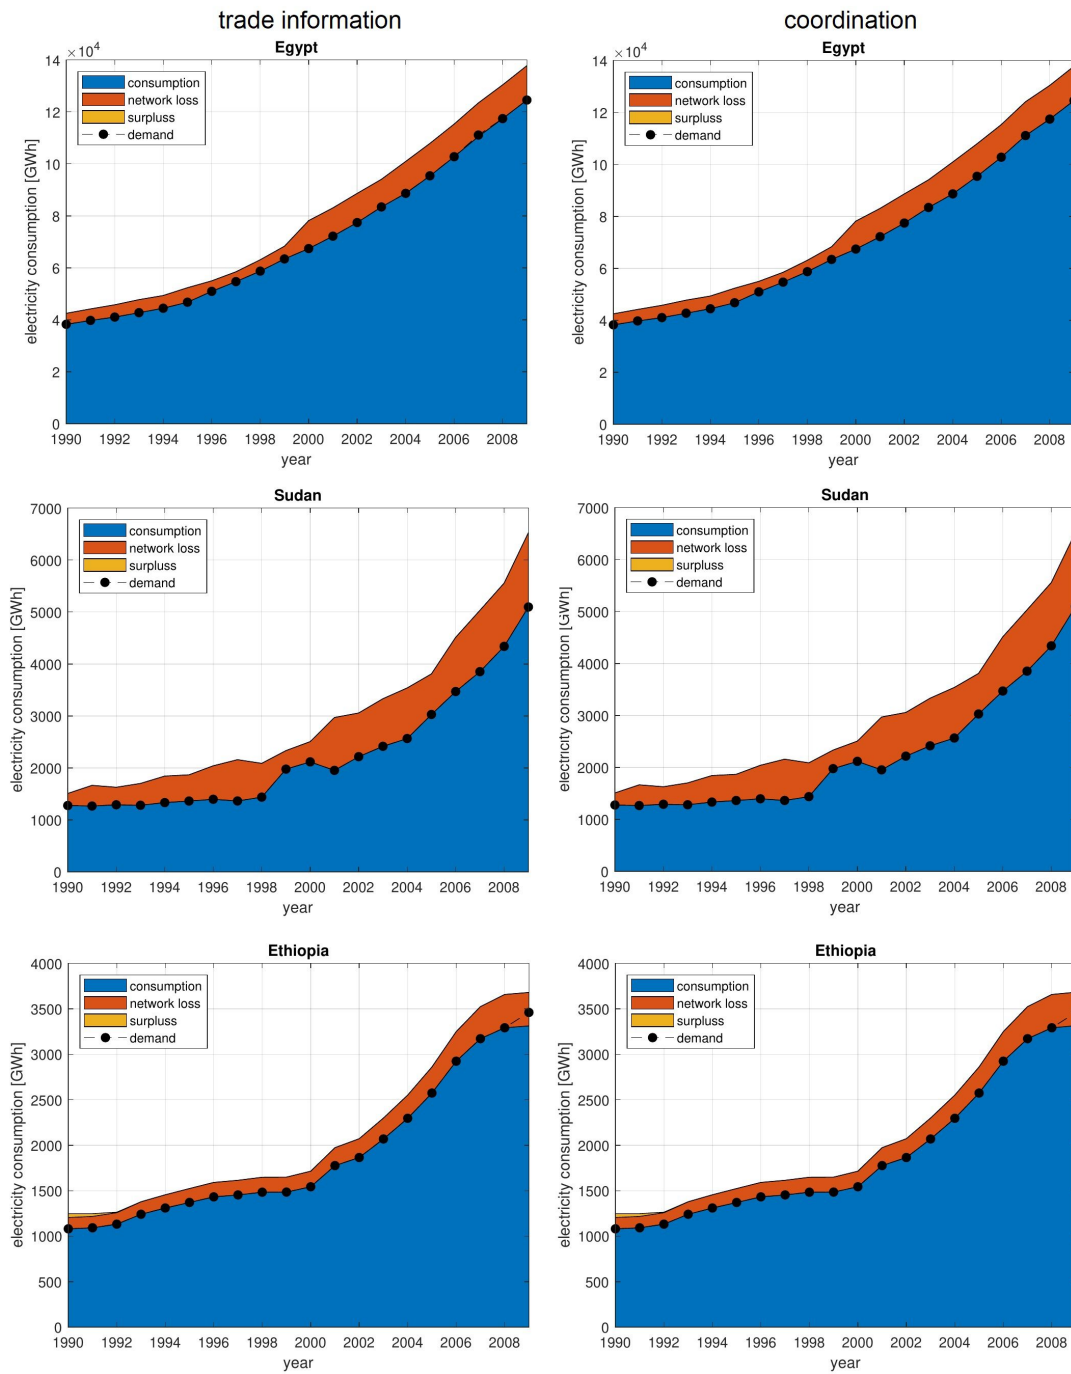 trade information
coordination
Egypt
×10⁴
14
12
10
8
6
4
2
0
electricity consumption [GWh]
consumption
network loss
surpluss
demand
1990 1992 1994 1996 1998 2000 2002 2004 2006 2008
year
Egypt
×10⁴
14
12
10
8
6
4
2
0
electricity consumption [GWh]
consumption
network loss
surpluss
demand
1990 1992 1994 1996 1998 2000 2002 2004 2006 2008
year
Sudan
7000
6000
5000
4000
3000
2000
1000
0
electricity consumption [GWh]
consumption
network loss
surpluss
demand
1990 1992 1994 1996 1998 2000 2002 2004 2006 2008
year
Sudan
7000
6000
5000
4000
3000
2000
1000
0
electricity consumption [GWh]
consumption
network loss
surpluss
demand
1990 1992 1994 1996 1998 2000 2002 2004 2006 2008
year
Ethiopia
4000
3500
3000
2500
2000
1500
1000
500
0
electricity consumption [GWh]
consumption
network loss
surpluss
demand
1990 1992 1994 1996 1998 2000 2002 2004 2006 2008
year
Ethiopia
4000
3500
3000
2500
2000
1500
1000
500
0
electricity consumption [GWh]
consumption
network loss
surpluss
demand
1990 1992 1994 1996 1998 2000 2002 2004 2006 2008
year